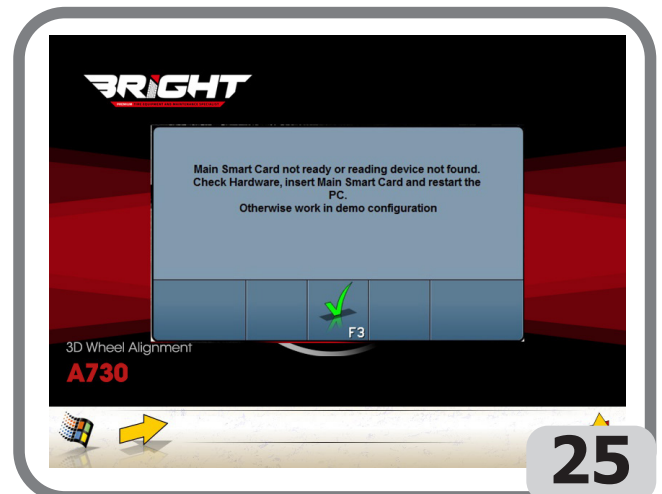 BRIGHT
Main Smart Card not ready or reading device not found.
Check Hardware, insert Main Smart Card and restart the
PC.
Otherwise work in demo configuration
F3
3D Wheel Alignment
A730
25